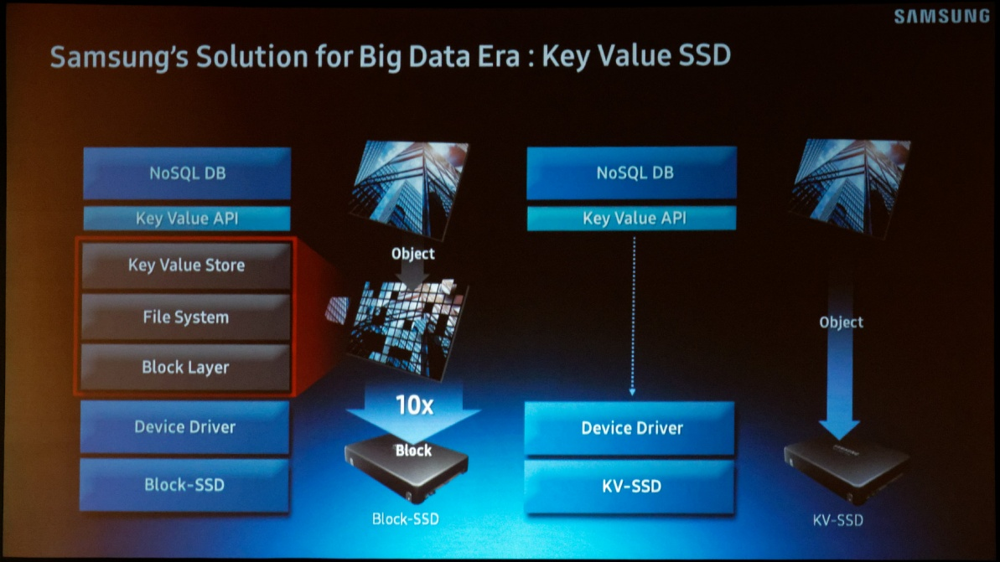 SAMSUNG
Samsung's Solution for Big Data Era : Key Value SSD
NoSQL DB
Key Value API
Key Value Store
File System
Block Layer
Device Driver
Block-SSD
Object
10x
Block
Block-SSD
NoSQL DB
Key Value API
Device Driver
KV-SSD
Object
KV-SSD